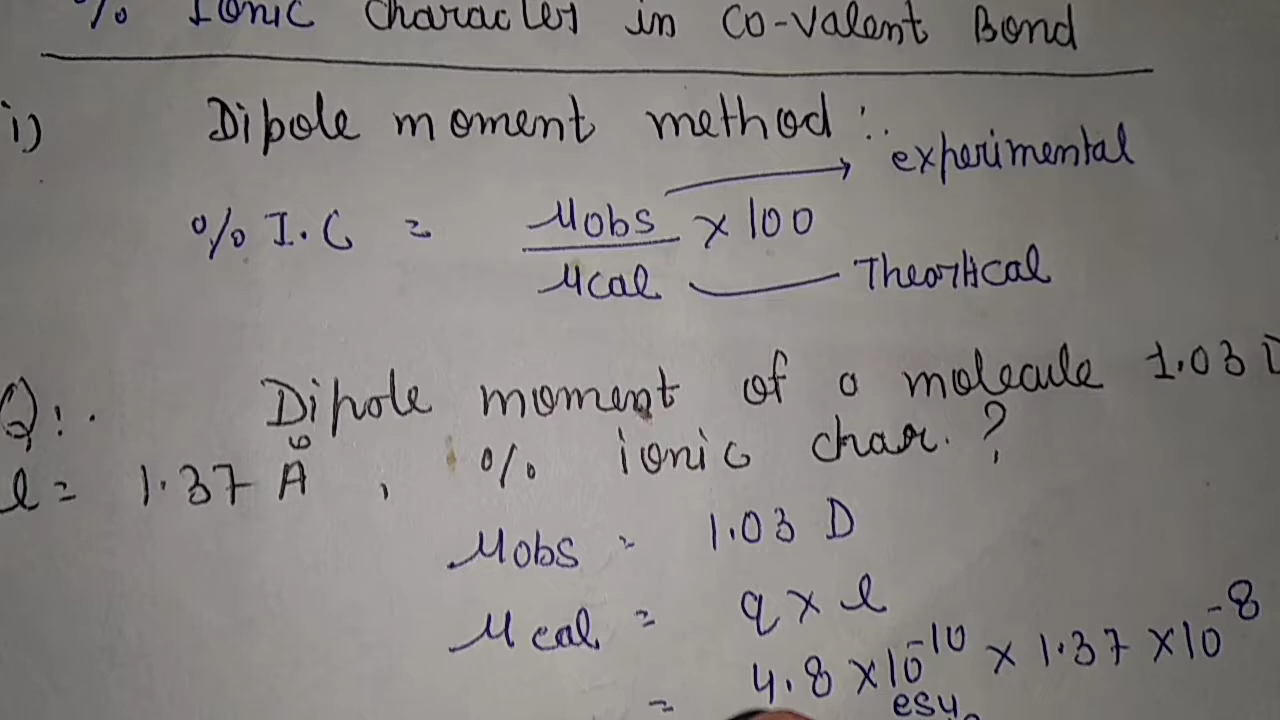 % Ionic Character in Co-valent Bond
i) Dipole moment method :.
→ experimental
% I.C = μobs / μcal × 100
Theoritical
Q:. Dipole moment of a molecule 1.03 D
l = 1.37 Å , % ionic char. ?
μobs = 1.03 D
μcal = q × l
= 4.8 × 10⁻¹⁰ × 1.37 × 10⁻⁸
esu